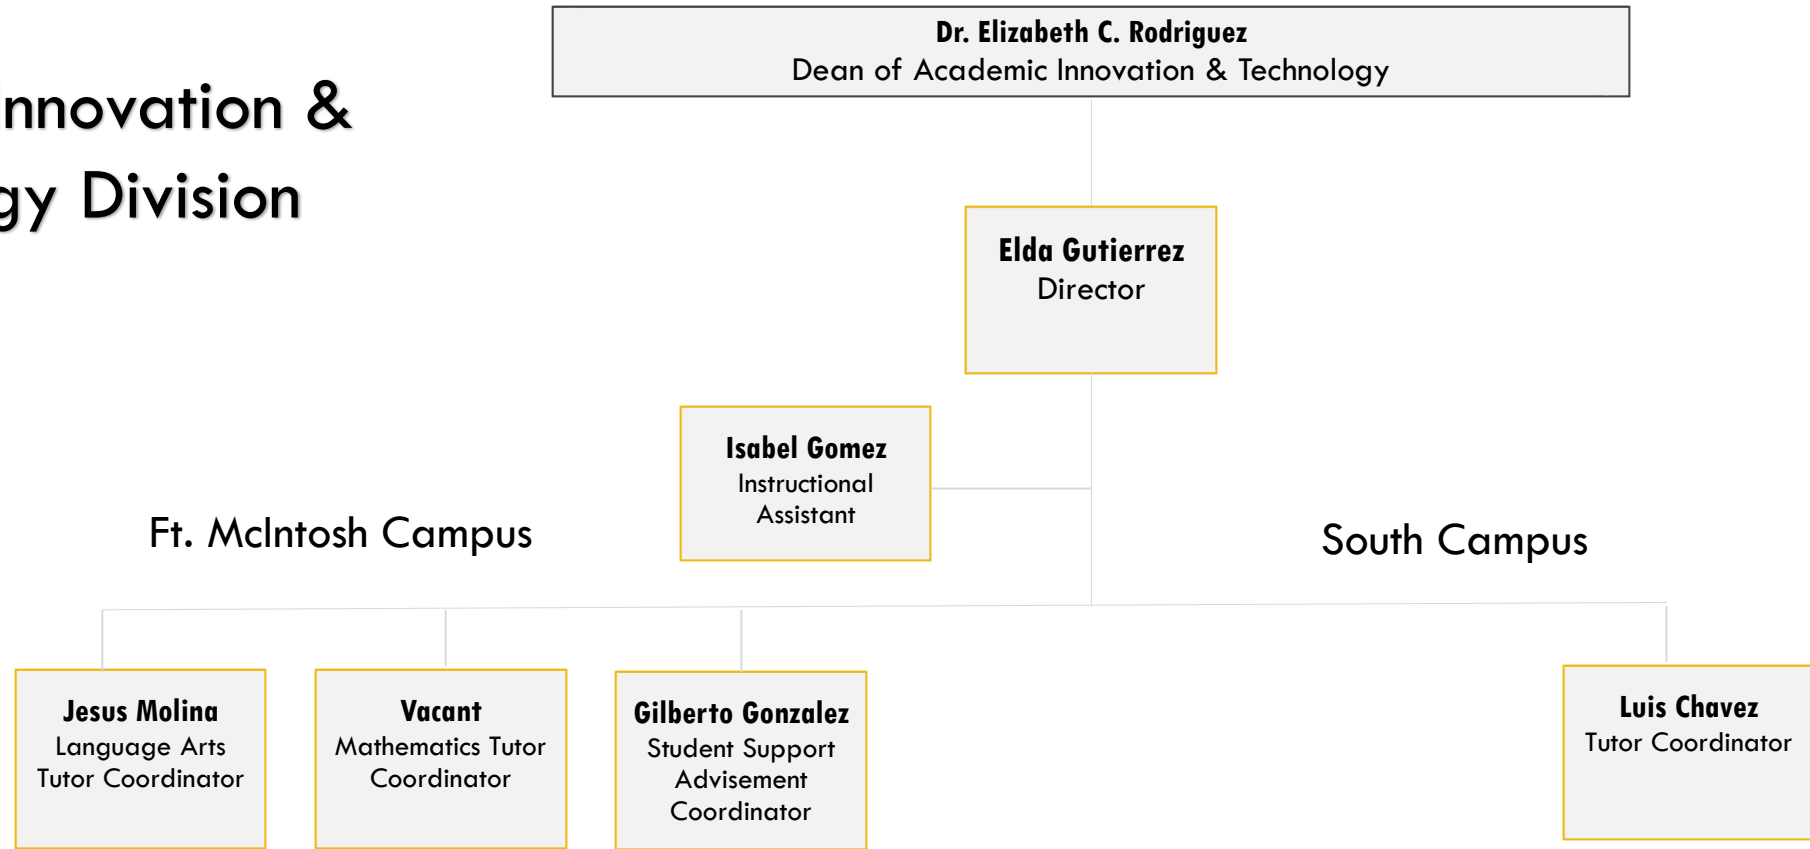 Dr. Elizabeth C. Rodriguez
Dean of Academic Innovation & Technology
Innovation &
gy Division
Elda Gutierrez
Director
Isabel Gomez
Instructional
Assistant
Ft. McIntosh Campus
South Campus
Jesus Molina
Language Arts
Tutor Coordinator
Vacant
Mathematics Tutor
Coordinator
Gilberto Gonzalez
Student Support
Advisement
Coordinator
Luis Chavez
Tutor Coordinator